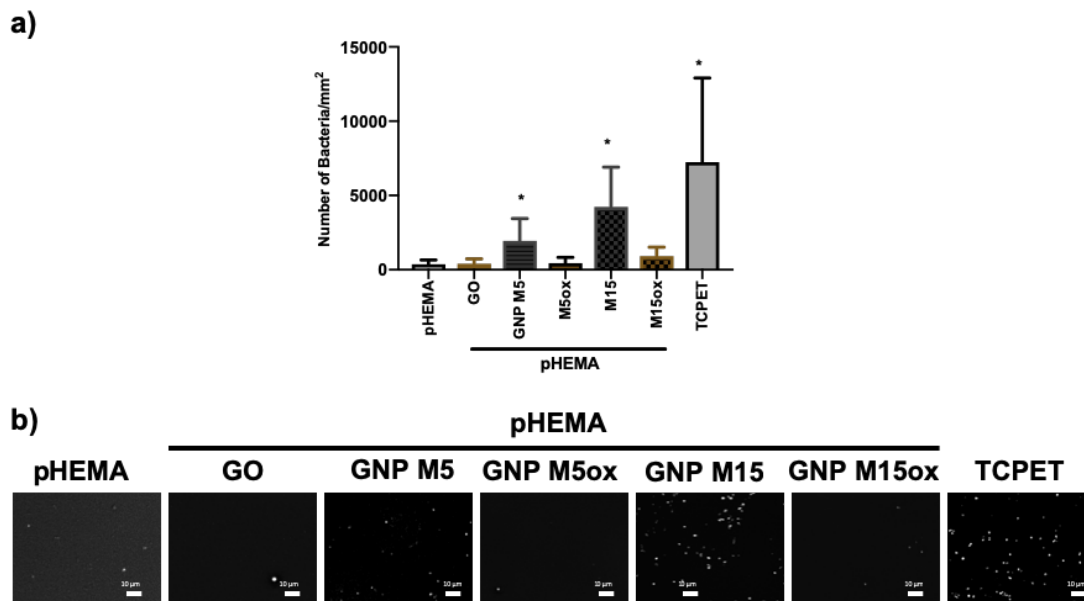 a)
15000
10000
5000
0
Number of Bacteria/mm²
*
*
*
pHEMA
GO
GNP M5
M5ox
M15
M15ox
TCPET
pHEMA
b)
pHEMA
pHEMA GO GNP M5 GNP M5ox GNP M15 GNP M15ox TCPET
10 µm 10 µm 10 µm 10 µm 10 µm 10 µm 10 µm